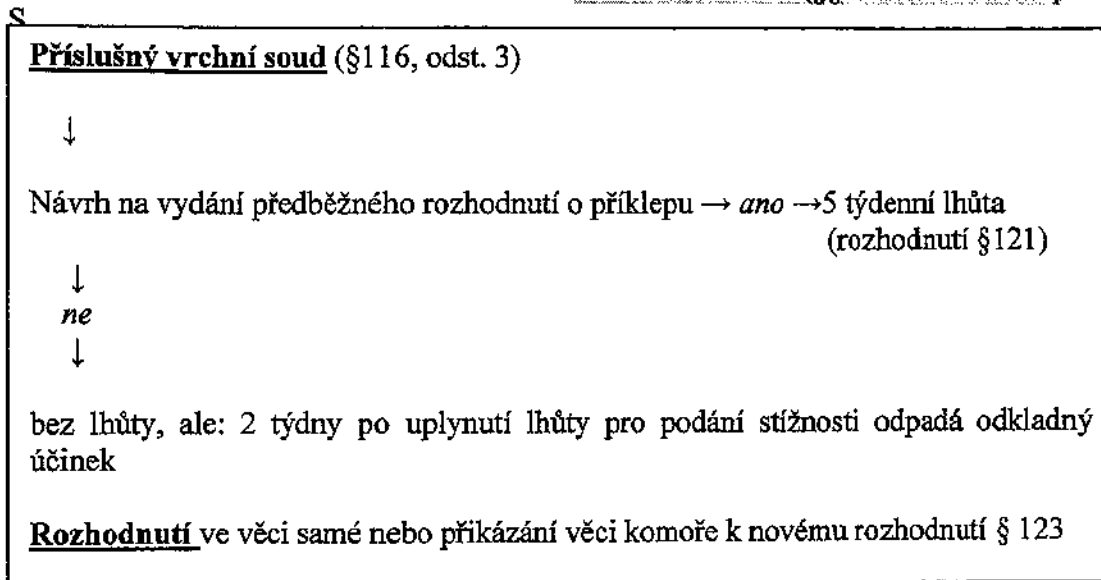 S
Příslušný vrchní soud (§116, odst. 3)
↓
Návrh na vydání předběžného rozhodnutí o příklepu → ano →5 týdenní lhůta
(rozhodnutí §121)
↓
ne
↓
bez lhůty, ale: 2 týdny po uplynutí lhůty pro podání stížnosti odpadá odkladný
účinek
Rozhodnutí ve věci samé nebo přikázání věci komoře k novému rozhodnutí § 123